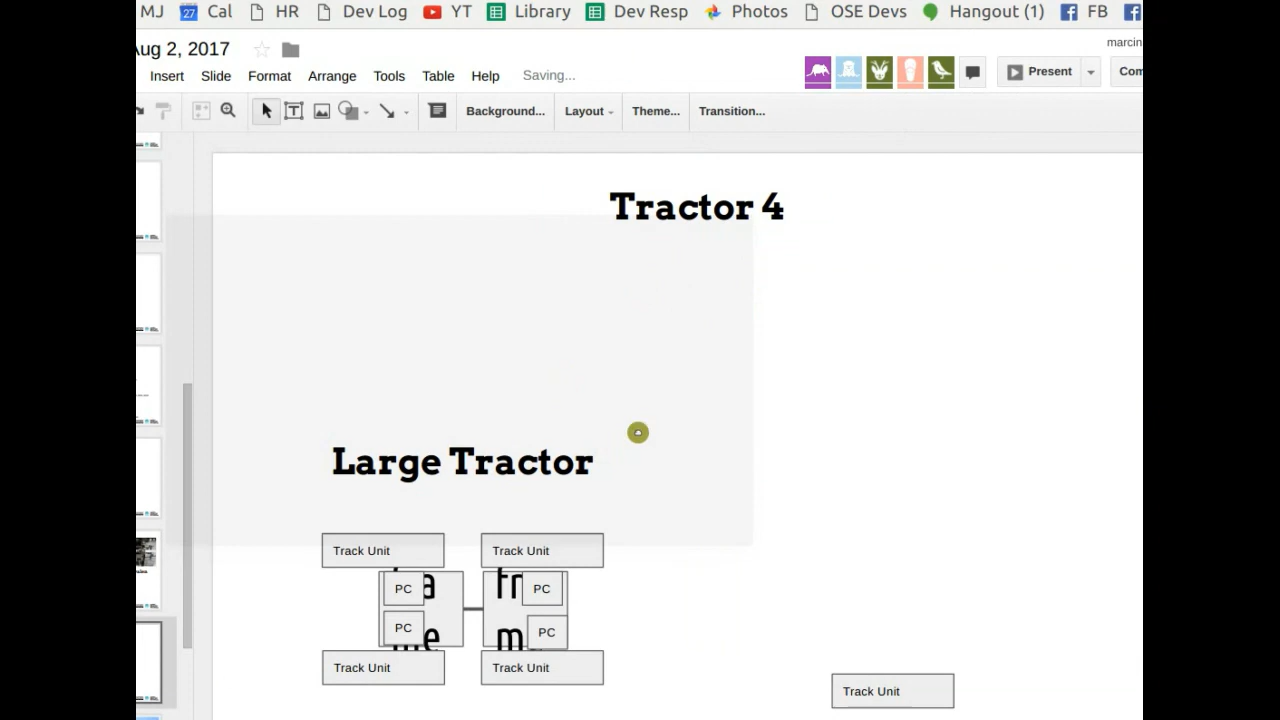 MJ 27 Cal HR Dev Log YT Library Dev Resp Photos OSE Devs Hangout (1) FB
Aug 2, 2017
marcin
Insert Slide Format Arrange Tools Table Help Saving... Present Com
T Background... Layout Theme... Transition...
Tractor 4
Large Tractor
Track Unit Track Unit
PC PC
PC PC
Track Unit Track Unit
Track Unit